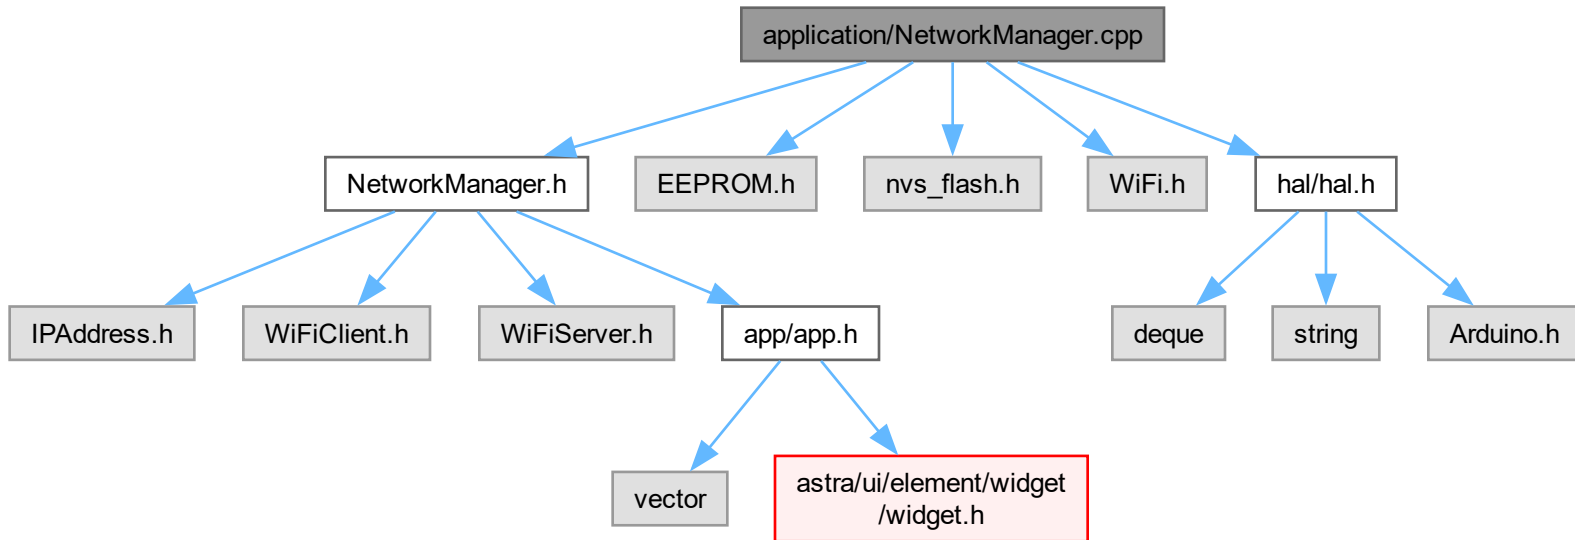 application/NetworkManager.cpp
NetworkManager.h
EEPROM.h
nvs_flash.h
WiFi.h
hal/hal.h
IPAddress.h
WiFiClient.h
WiFiServer.h
app/app.h
deque
string
Arduino.h
vector
astra/ui/element/widget
/widget.h